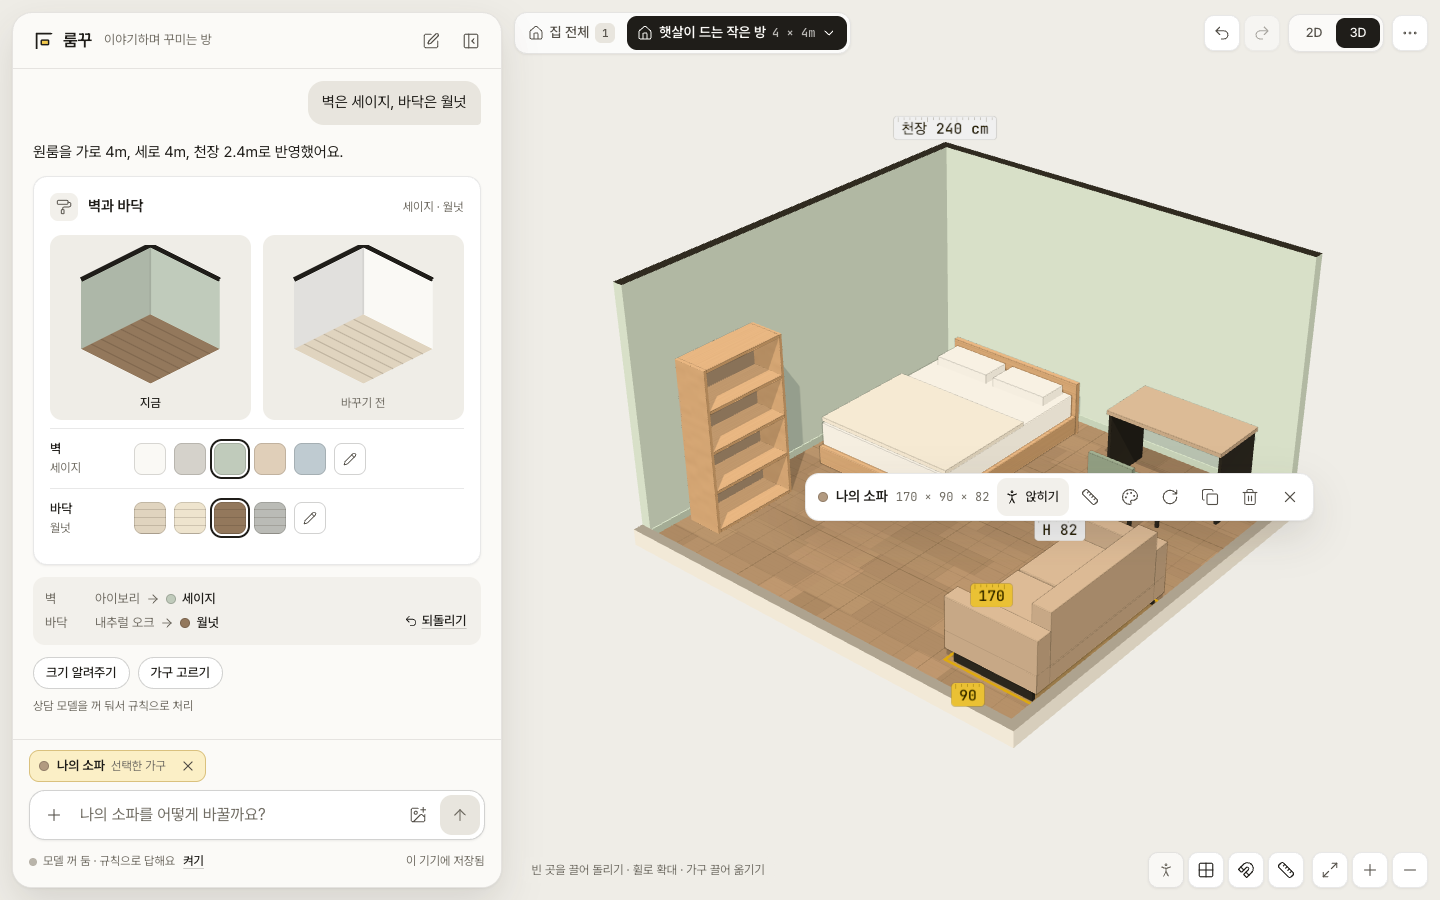 룸꾸 이야기하며 꾸미는 방
벽은 세이지, 바닥은 월넛
원룸을 가로 4m, 세로 4m, 천장 2.4m로 반영했어요.
벽과 바닥 세이지 · 월넛
지금 바꾸기 전
벽
세이지
바닥
월넛
벽 아이보리 → 세이지
바닥 내추럴 오크 → 월넛 되돌리기
크기 알려주기 가구 고르기
상담 모델을 꺼 둬서 규칙으로 처리
나의 소파 선택한 가구
나의 소파를 어떻게 바꿀까요?
모델 꺼 둠 · 규칙으로 답해요 켜기 이 기기에 저장됨
집 전체 1 햇살이 드는 작은 방 4 × 4m
2D 3D
천장 240 cm
나의 소파 170 × 90 × 82 앉히기
H 82
170
90
빈 곳을 끌어 돌리기 · 휠로 확대 · 가구 끌어 옮기기